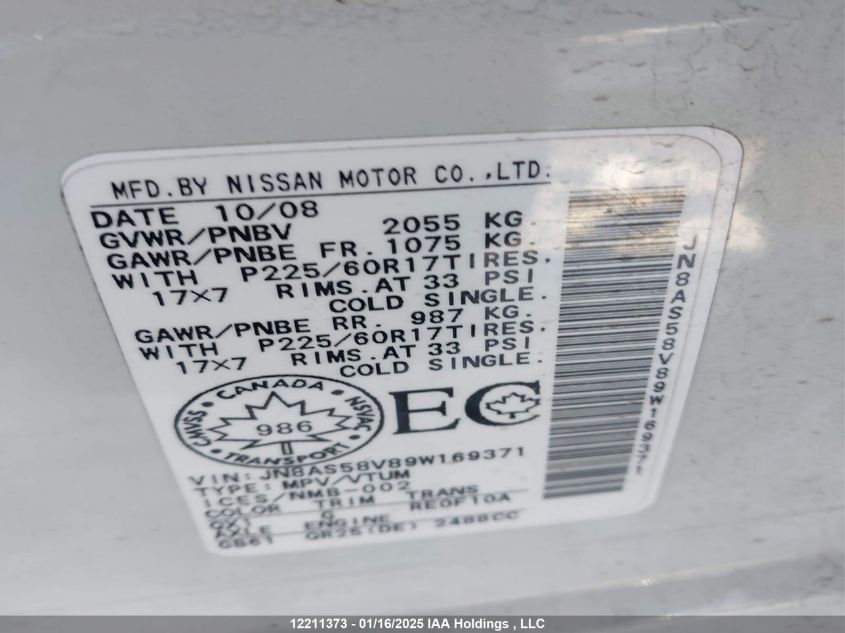 MFD.BY NISSAN MOTOR CO.,LTD.
DATE 10/08
GVWR/PNBV 2055 KG.
GAWR/PNBE FR. 1075 KG.
WITH P225/60R17TIRES.
17×7 RIMS.AT 33 PSI
COLD SINGLE.
GAWR/PNBE RR. 987 KG.
WITH P225/60R17TIRES.
17×7 RIMS.AT 33 PSI
COLD SINGLE.
CANADA
CMVSS • NSVAC
986
TRANSPORT
EC
VIN: JN8AS58V89W169371
TYPE: MPV/VTUM
ICES/NMB-002
COLOR TRIM TRANS
QX1 G RE0F10A
AXLE ENGINE
GB61 QR25(DE) 2488CC
JN8AS58V89W169371
12211373 - 01/16/2025 IAA Holdings , LLC